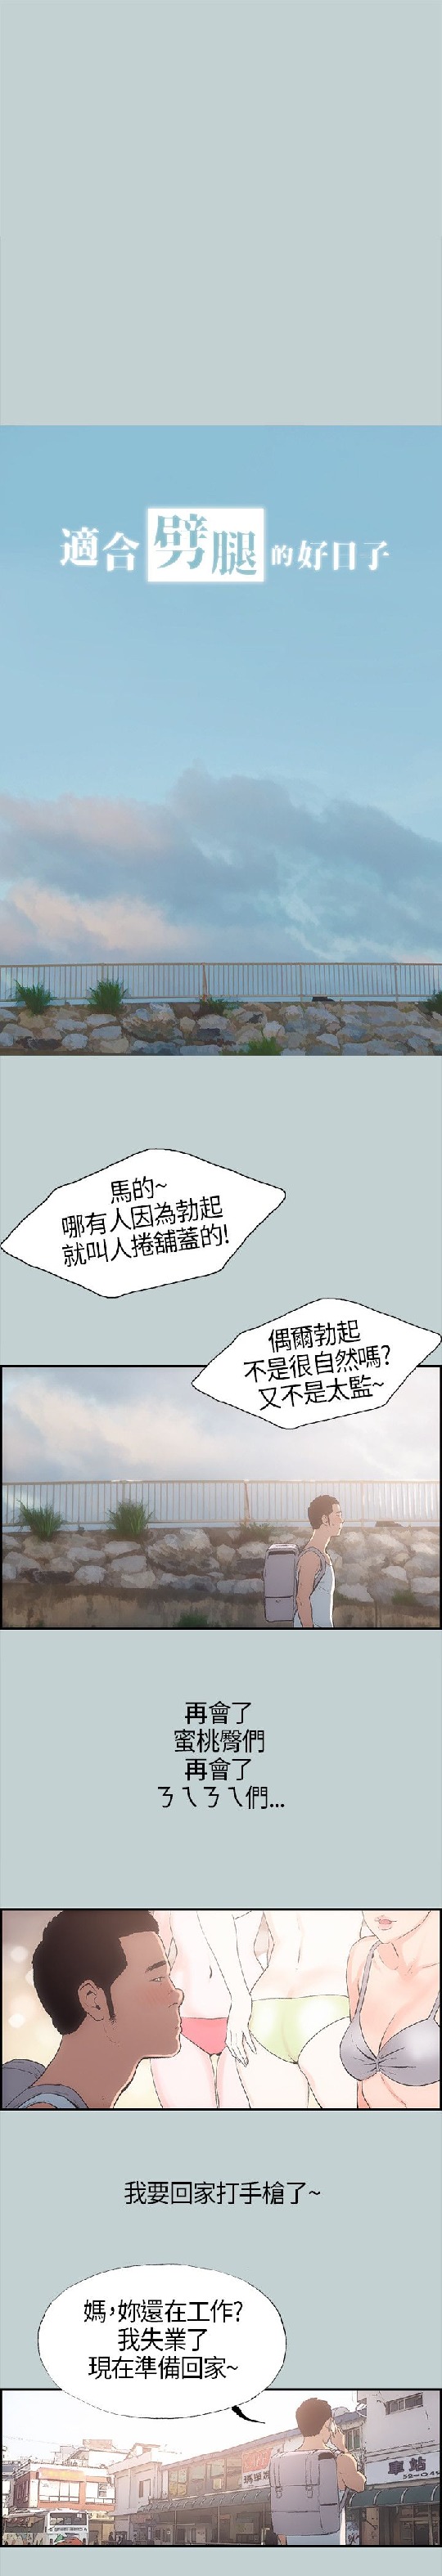 適合劈腿的好日子
馬的~
哪有人因為勃起
就叫人捲舖蓋的!
偶爾勃起
不是很自然嗎?
又不是太監~
再會了
蜜桃臀們
再會了
ㄋㄟㄋㄟ們...
我要回家打手槍了~
媽,妳還在工作?
我失業了
現在準備回家~
車站